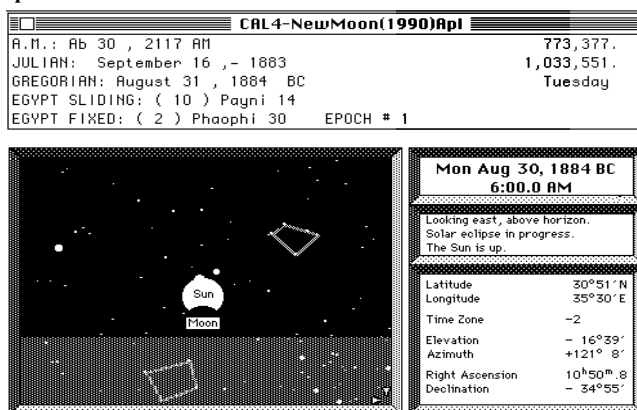 CAL4-NewMoon(1990)Apl
A.M.: Ab 30 , 2117 AM 773,377.
JULIAN: September 16 ,- 1883 1,033,551.
GREGORIAN: August 31 , 1884 BC Tuesday
EGYPT SLIDING: ( 10 ) Payni 14
EGYPT FIXED: ( 2 ) Phaophi 30 EPOCH # 1
Mon Aug 30, 1884 BC
6:00.0 AM
Looking east, above horizon.
Solar eclipse in progress.
The Sun is up.
Sun
Moon
Latitude 30°51'N
Longitude 35°30'E
Time Zone -2
Elevation - 16°39'
Azimuth +121° 8'
Right Ascension 10h50m.8
Declination - 34°55'